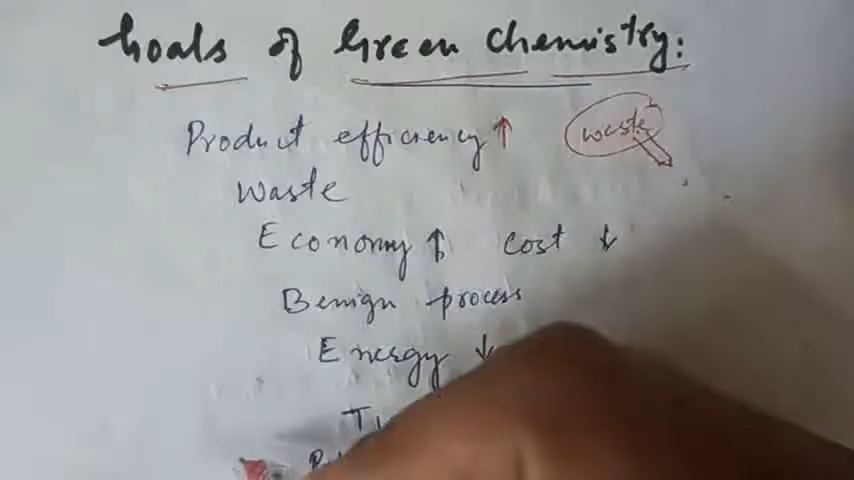 Goals of Green Chemistry:
Product efficiency ↑ waste
Waste
Economy ↑ Cost ↓
Benign process
Energy ↓